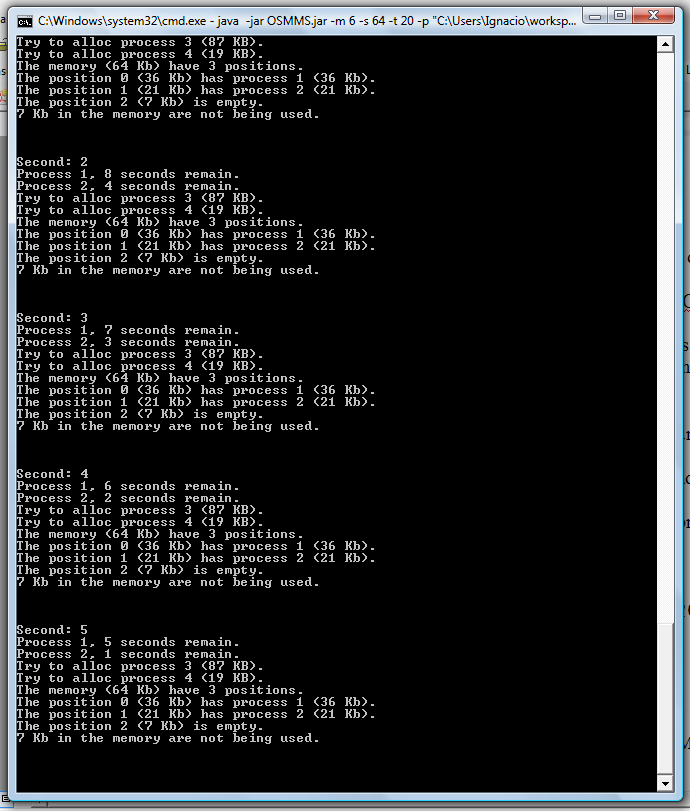 C:\Windows\system32\cmd.exe - java -jar OSMMS.jar -m 6 -s 64 -t 20 -p "C:\Users\Ignacio\worksp...
Try to alloc process 3 (87 KB).
Try to alloc process 4 (19 KB).
The memory (64 Kb) have 3 positions.
The position 0 (36 Kb) has process 1 (36 Kb).
The position 1 (21 Kb) has process 2 (21 Kb).
The position 2 (7 Kb) is empty.
7 Kb in the memory are not being used.
Second: 2
Process 1, 8 seconds remain.
Process 2, 4 seconds remain.
Try to alloc process 3 (87 KB).
Try to alloc process 4 (19 KB).
The memory (64 Kb) have 3 positions.
The position 0 (36 Kb) has process 1 (36 Kb).
The position 1 (21 Kb) has process 2 (21 Kb).
The position 2 (7 Kb) is empty.
7 Kb in the memory are not being used.
Second: 3
Process 1, 7 seconds remain.
Process 2, 3 seconds remain.
Try to alloc process 3 (87 KB).
Try to alloc process 4 (19 KB).
The memory (64 Kb) have 3 positions.
The position 0 (36 Kb) has process 1 (36 Kb).
The position 1 (21 Kb) has process 2 (21 Kb).
The position 2 (7 Kb) is empty.
7 Kb in the memory are not being used.
Second: 4
Process 1, 6 seconds remain.
Process 2, 2 seconds remain.
Try to alloc process 3 (87 KB).
Try to alloc process 4 (19 KB).
The memory (64 Kb) have 3 positions.
The position 0 (36 Kb) has process 1 (36 Kb).
The position 1 (21 Kb) has process 2 (21 Kb).
The position 2 (7 Kb) is empty.
7 Kb in the memory are not being used.
Second: 5
Process 1, 5 seconds remain.
Process 2, 1 seconds remain.
Try to alloc process 3 (87 KB).
Try to alloc process 4 (19 KB).
The memory (64 Kb) have 3 positions.
The position 0 (36 Kb) has process 1 (36 Kb).
The position 1 (21 Kb) has process 2 (21 Kb).
The position 2 (7 Kb) is empty.
7 Kb in the memory are not being used.